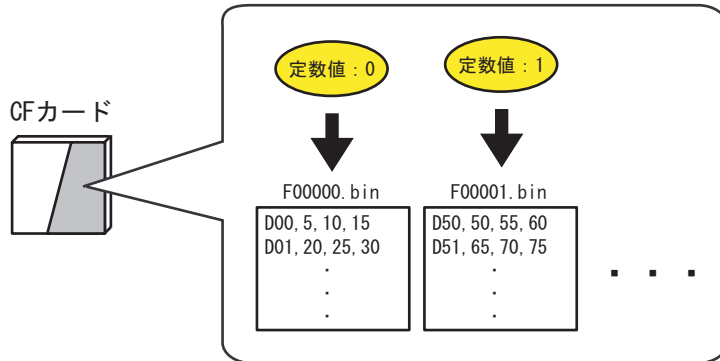 定数値：0
定数値：1
CFカード
F00000.bin
F00001.bin
D00, 5, 10, 15
D01, 20, 25, 30
D50, 50, 55, 60
D51, 65, 70, 75